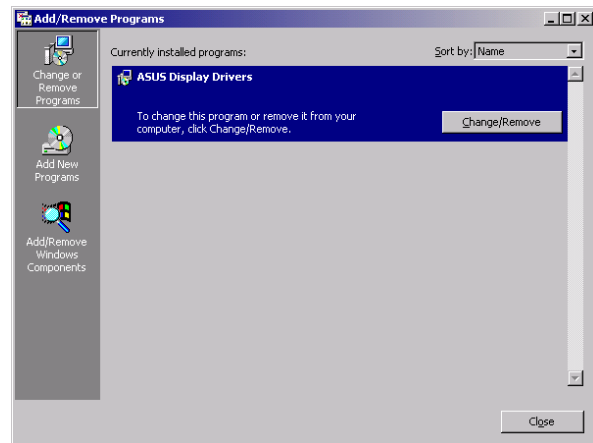 Add/Remove Programs
Change or
Remove
Programs
Add New
Programs
Add/Remove
Windows
Components
Currently installed programs:
Sort by: Name
ASUS Display Drivers
To change this program or remove it from your
computer, click Change/Remove.
Change/Remove
Close